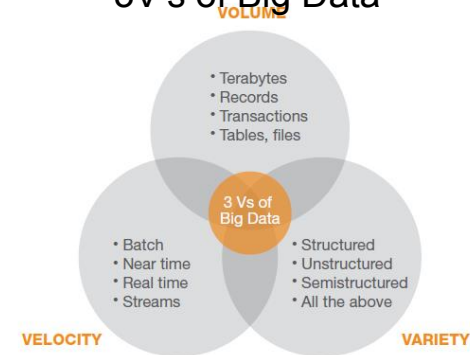 of Big Data
VOLUME
• Terabytes
• Records
• Transactions
• Tables, files
3 Vs of
Big Data
• Batch
• Near time
• Real time
• Streams
• Structured
• Unstructured
• Semistructured
• All the above
VELOCITY
VARIETY